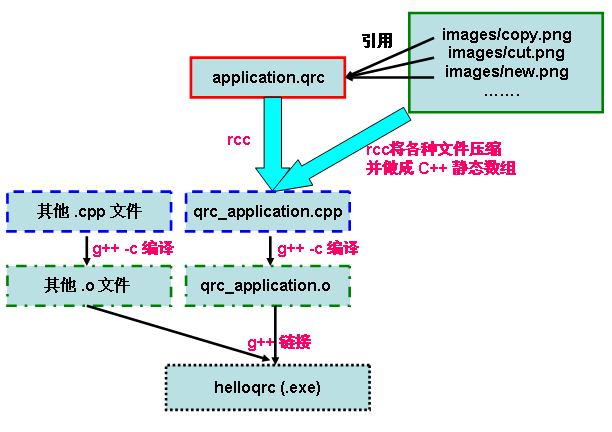 引用
images/copy.png
images/cut.png
images/new.png
…….
application.qrc
rcc
rcc将各种文件压缩
并做成 C++ 静态数组
其他 .cpp 文件
qrc_application.cpp
g++ -c 编译
g++ -c 编译
其他 .o 文件
qrc_application.o
g++ 链接
helloqrc (.exe)